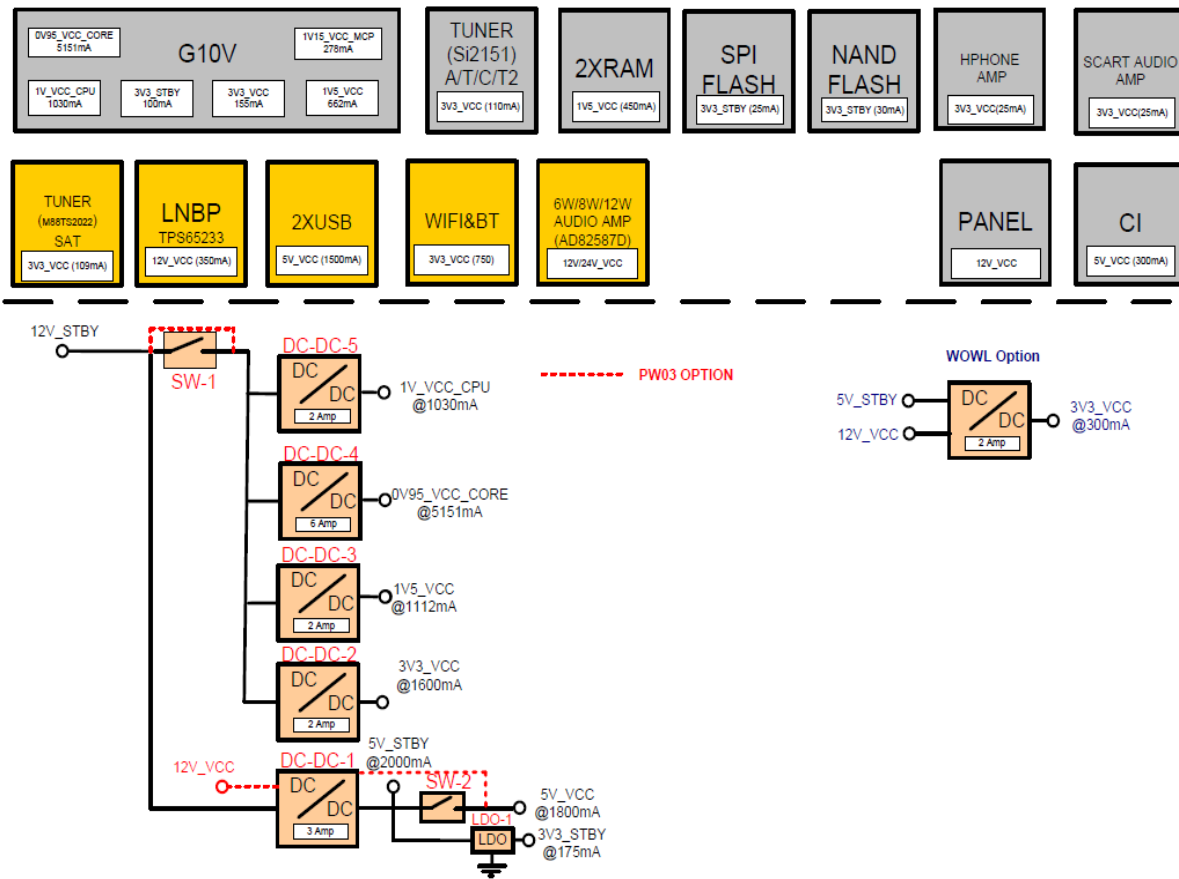 0V95_VCC_CORE
5151mA
G10V
1V15_VCC_MCP
278mA
1V_VCC_CPU
1030mA
3V3_STBY
100mA
3V3_VCC
155mA
1V5_VCC
662mA
TUNER
(Si2151)
A/T/C/T2
3V3_VCC (110mA)
2XRAM
1V5_VCC (450mA)
SPI
FLASH
3V3_STBY (25mA)
NAND
FLASH
3V3_STBY (30mA)
HPHONE
AMP
3V3_VCC(25mA)
SCART AUDIO
AMP
3V3_VCC(25mA)
TUNER
(M88TS2022)
SAT
3V3_VCC (109mA)
LNBP
TPS65233
12V_VCC (350mA)
2XUSB
5V_VCC (1500mA)
WIFI&BT
3V3_VCC (750)
6W/8W/12W
AUDIO AMP
(AD82587D)
12V/24V_VCC
PANEL
12V_VCC
CI
5V_VCC (300mA)
12V_STBY
SW-1
DC-DC-5
DC
DC
2 Amp
1V_VCC_CPU
@1030mA
PW03 OPTION
WOWL Option
5V_STBY
12V_VCC
DC
DC
2 Amp
3V3_VCC
@300mA
DC-DC-4
DC
DC
6 Amp
0V95_VCC_CORE
@5151mA
DC-DC-3
DC
DC
2 Amp
1V5_VCC
@1112mA
DC-DC-2
DC
DC
2 Amp
3V3_VCC
@1600mA
5V_STBY
@2000mA
12V_VCC
DC-DC-1
DC
DC
3 Amp
SW-2
5V_VCC
@1800mA
LDO-1
LDO
3V3_STBY
@175mA